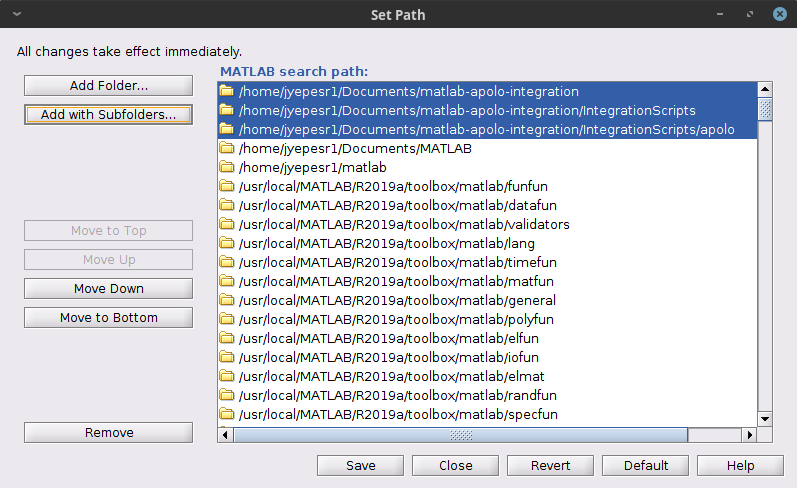 Set Path
All changes take effect immediately.
Add Folder...
Add with Subfolders...
Move to Top
Move Up
Move Down
Move to Bottom
Remove
MATLAB search path:
/home/jyepesr1/Documents/matlab-apolo-integration
/home/jyepesr1/Documents/matlab-apolo-integration/IntegrationScripts
/home/jyepesr1/Documents/matlab-apolo-integration/IntegrationScripts/apolo
/home/jyepesr1/Documents/MATLAB
/home/jyepesr1/matlab
/usr/local/MATLAB/R2019a/toolbox/matlab/funfun
/usr/local/MATLAB/R2019a/toolbox/matlab/datafun
/usr/local/MATLAB/R2019a/toolbox/matlab/validators
/usr/local/MATLAB/R2019a/toolbox/matlab/lang
/usr/local/MATLAB/R2019a/toolbox/matlab/timefun
/usr/local/MATLAB/R2019a/toolbox/matlab/matfun
/usr/local/MATLAB/R2019a/toolbox/matlab/general
/usr/local/MATLAB/R2019a/toolbox/matlab/polyfun
/usr/local/MATLAB/R2019a/toolbox/matlab/elfun
/usr/local/MATLAB/R2019a/toolbox/matlab/iofun
/usr/local/MATLAB/R2019a/toolbox/matlab/elmat
/usr/local/MATLAB/R2019a/toolbox/matlab/randfun
/usr/local/MATLAB/R2019a/toolbox/matlab/specfun
Save
Close
Revert
Default
Help